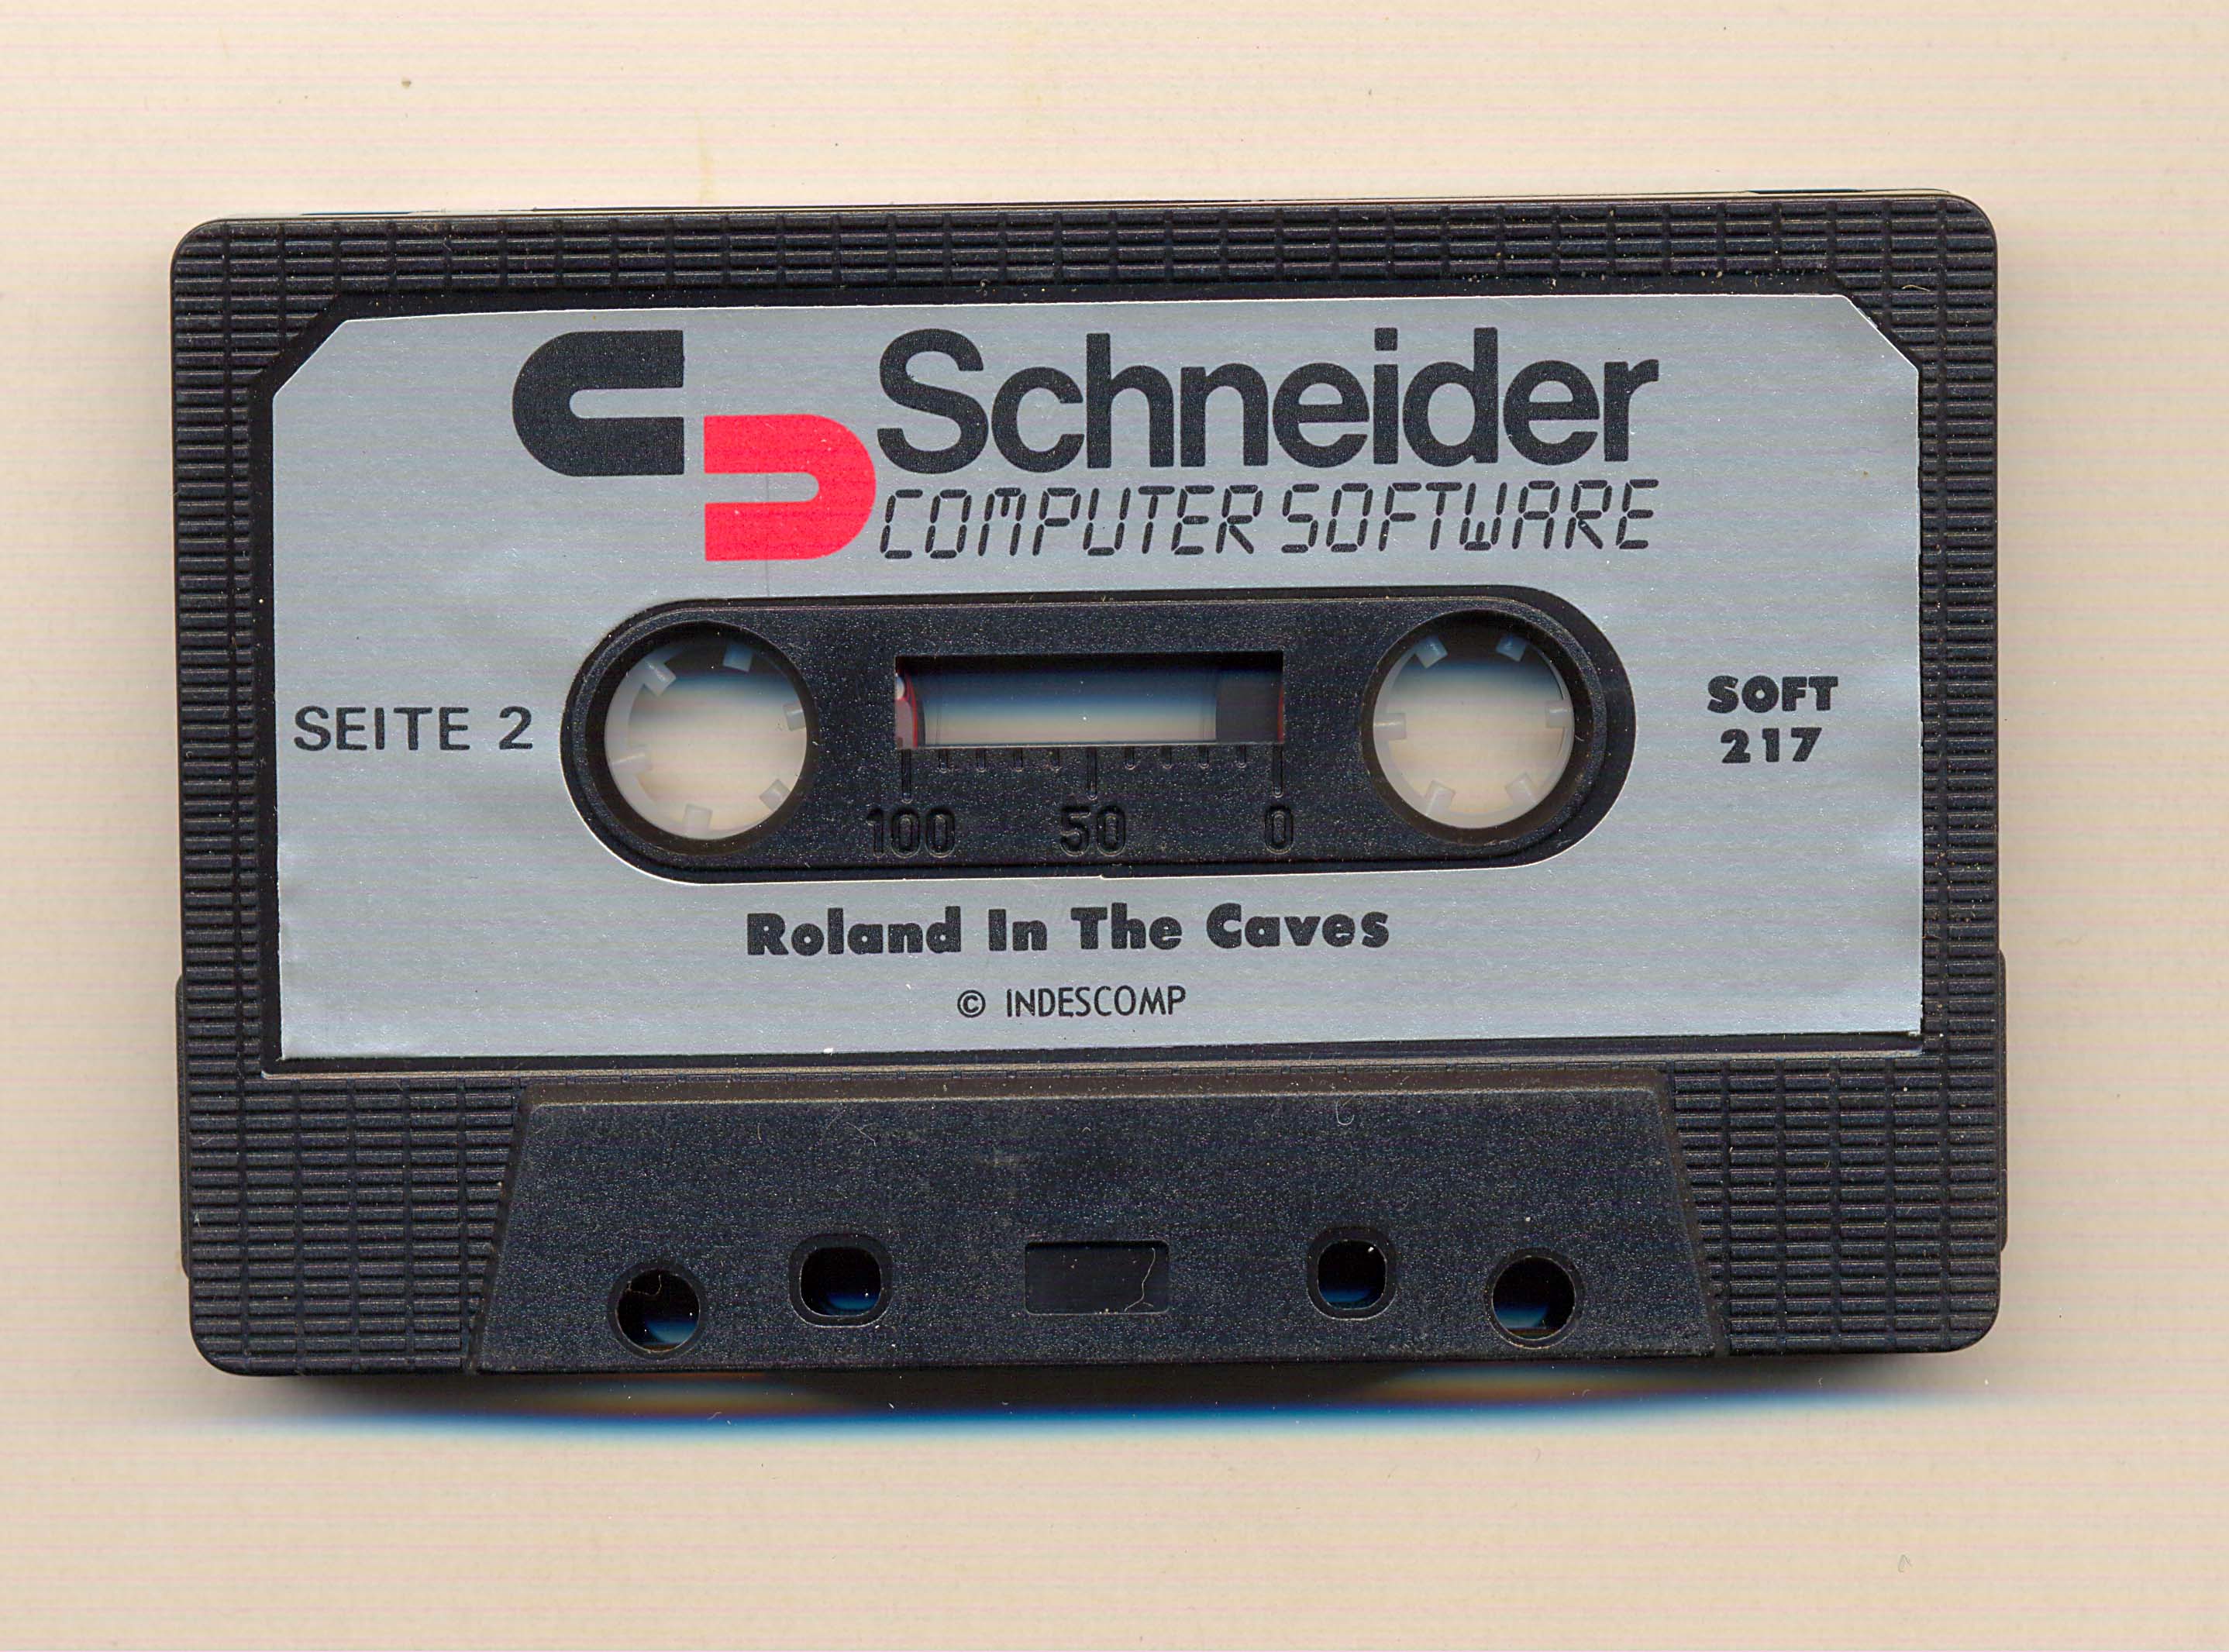 Schneider
COMPUTER SOFTWARE
SEITE 2
SOFT
217
100 50 0
Roland In The Caves
© INDESCOMP